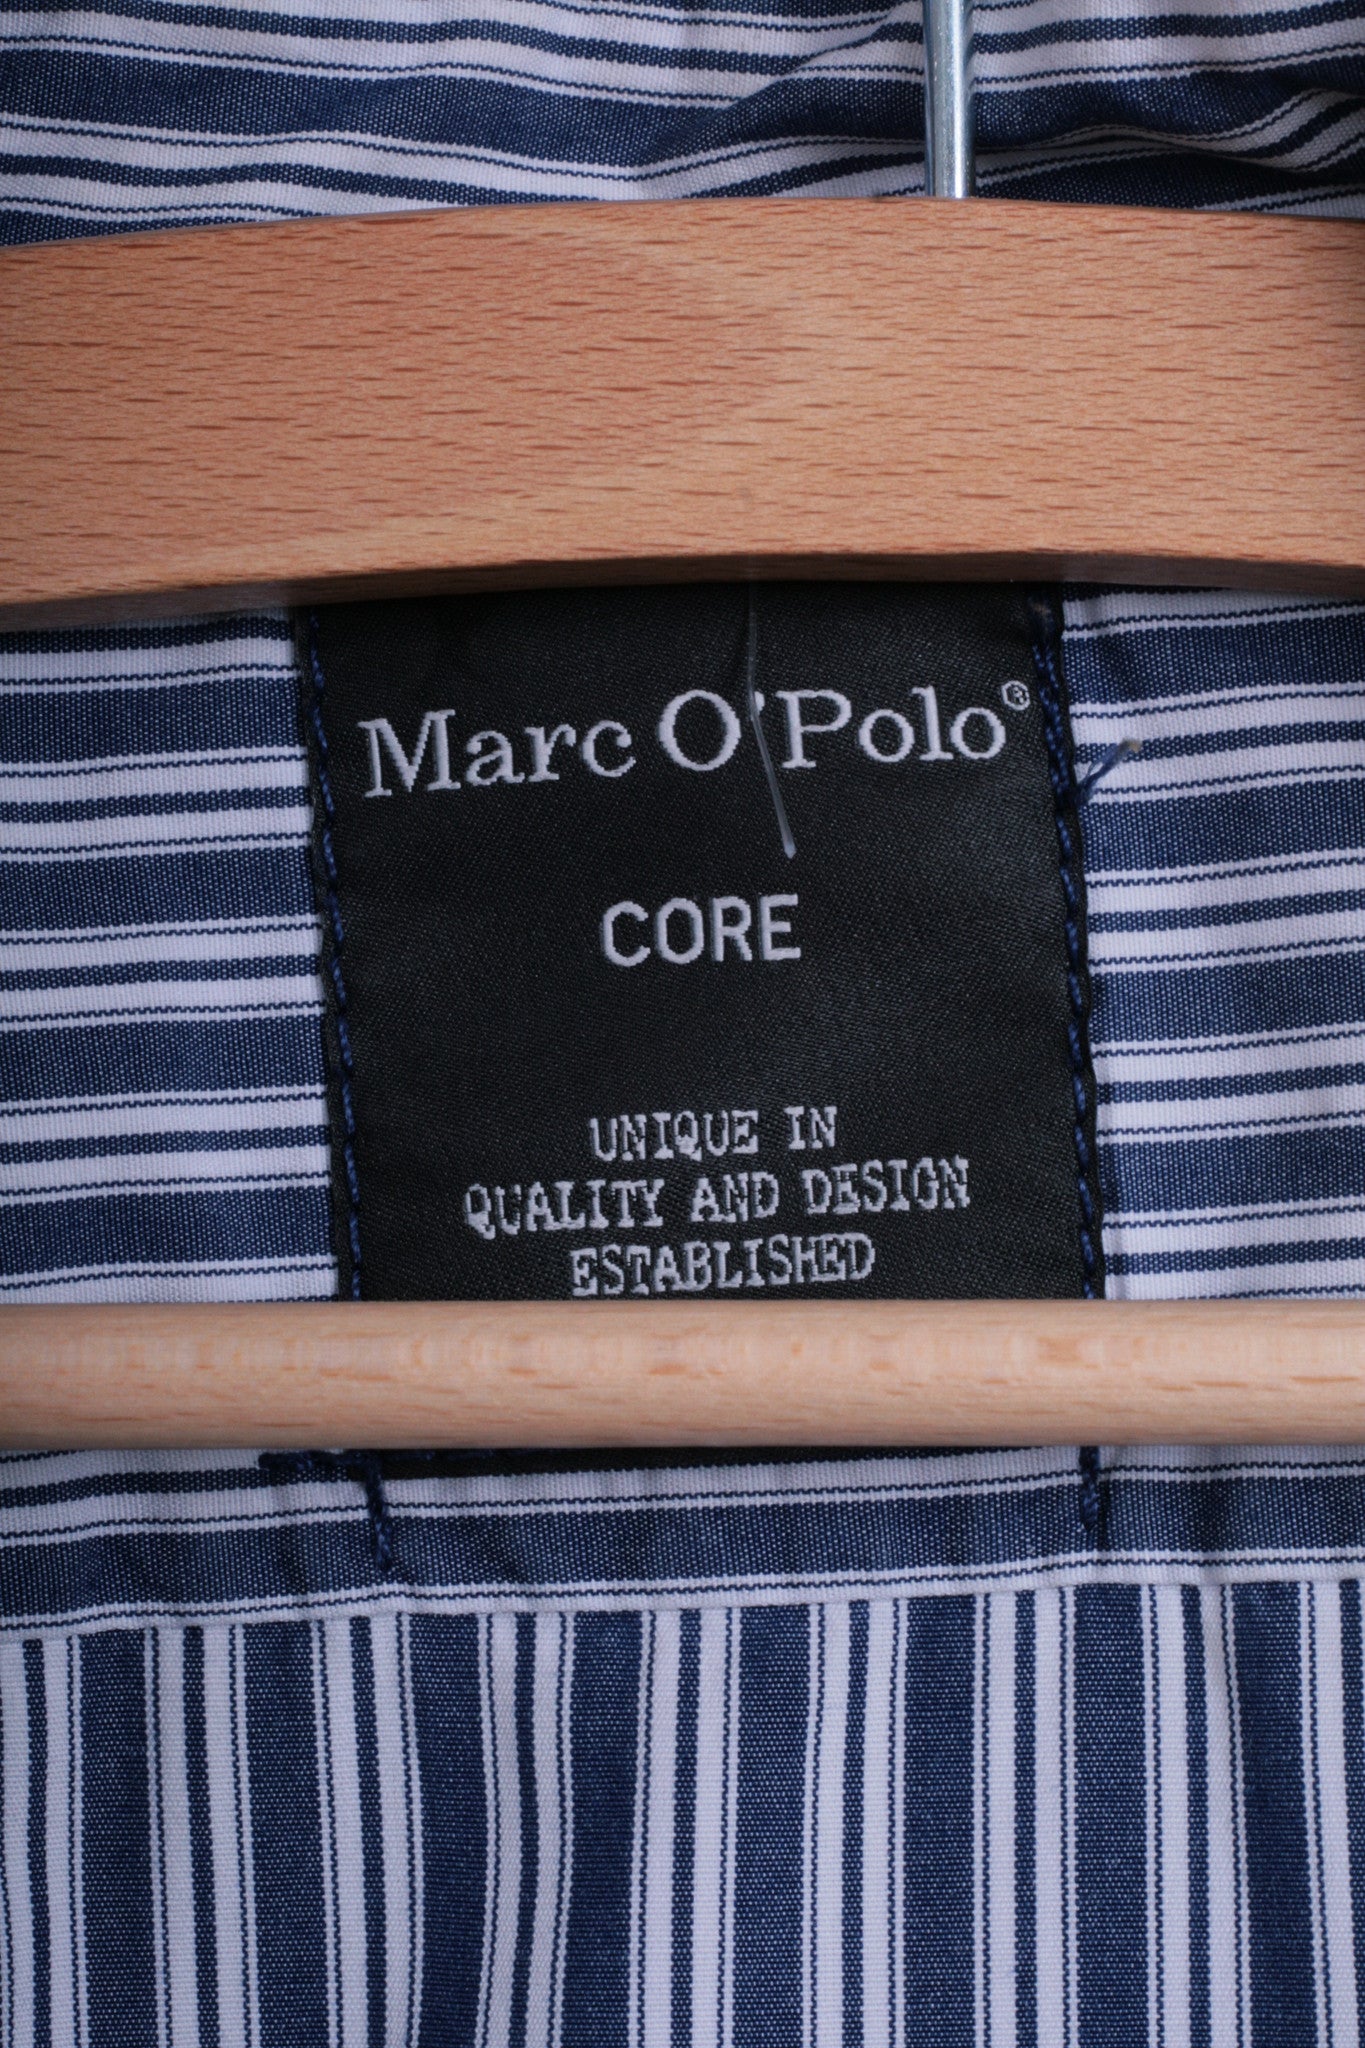 Marc O'Polo®
CORE
UNIQUE IN
QUALITY AND DESIGN
ESTABLISHED